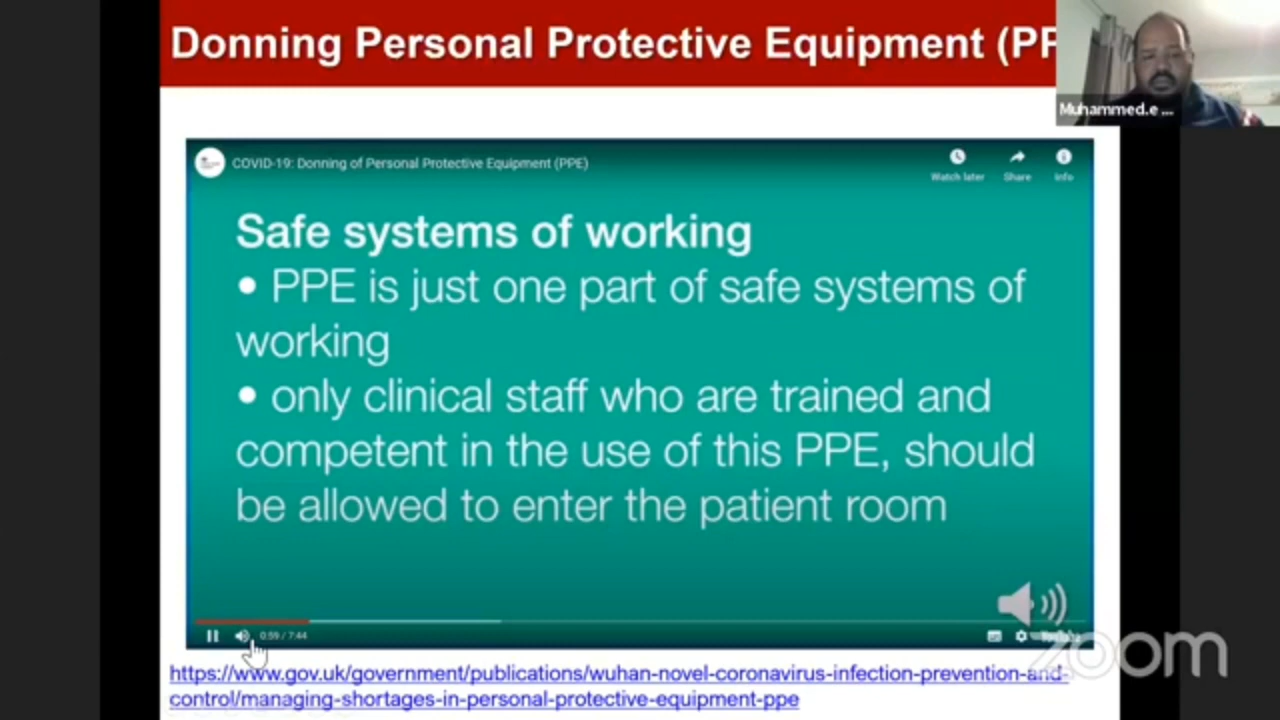 Donning Personal Protective Equipment (PP
Muhammed.e ...
COVID-19: Donning of Personal Protective Equipment (PPE)
Watch later
Share
Info
Safe systems of working
• PPE is just one part of safe systems of
working
• only clinical staff who are trained and
competent in the use of this PPE, should
be allowed to enter the patient room
0:59 / 7:44
YouTube
zoom
https://www.gov.uk/government/publications/wuhan-novel-coronavirus-infection-prevention-and-
control/managing-shortages-in-personal-protective-equipment-ppe